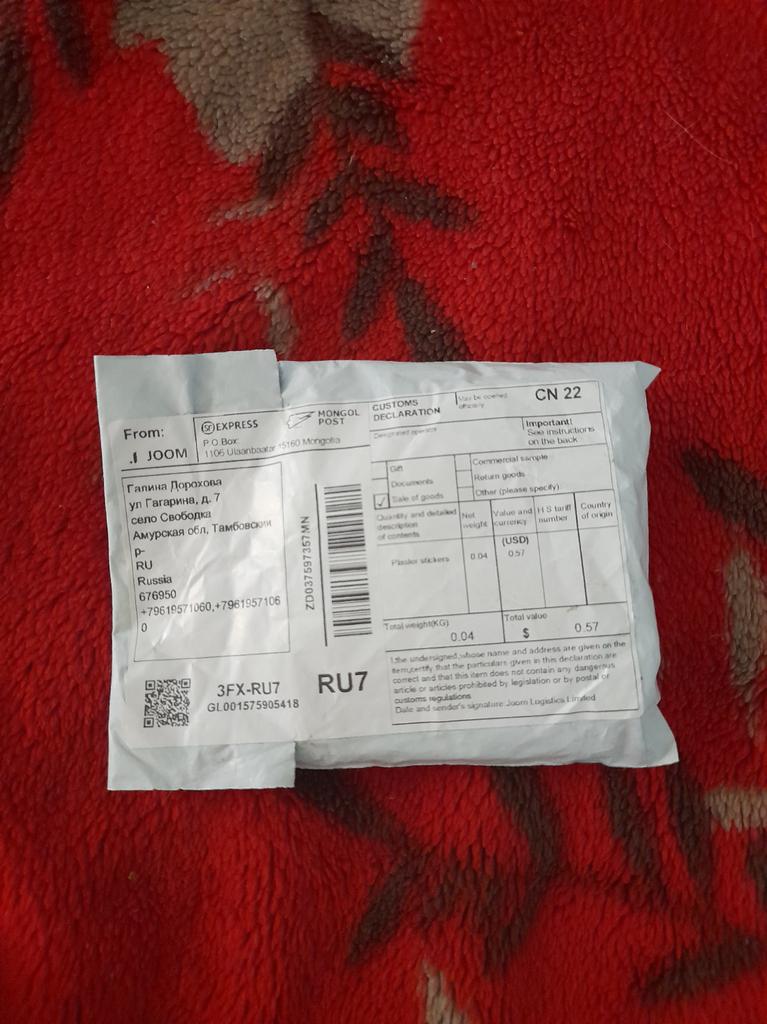 From:
JOOM
EXPRESS
P.O.Box:
1106 Ulaanbaatar 15160 Mongolia
MONGOL
POST
CUSTOMS
DECLARATION
May be opened
officially
CN 22
Designated operator
Important!
See instructions
on the back
Gift
Documents
Sale of goods
Commercial sample
Return goods
Other (please specify)
Quantity and detailed
description
of contents
Net
weight
Value and
currency
(USD)
H S tariff
number
Country
of origin
Plaster stickers
0.04
0.57
Total weight(KG)
0.04
Total value
$ 0.57
I,the undersigned,whose name and address are given on the
item,certify that the particulars given in this declaration are
correct and that this item does not contain any dangerous
article or articles prohibited by legislation or by postal or
customs regulations.
Date and sender's signature:Joom Logistics Limited
Галина Дорохова
ул Гагарина, д. 7
село Свободка
Амурская обл, Тамбовский
р-
RU
Russia
676950
+79619571060,+7961957106
0
ZD037597357MN
3FX-RU7
GL001575905418
RU7